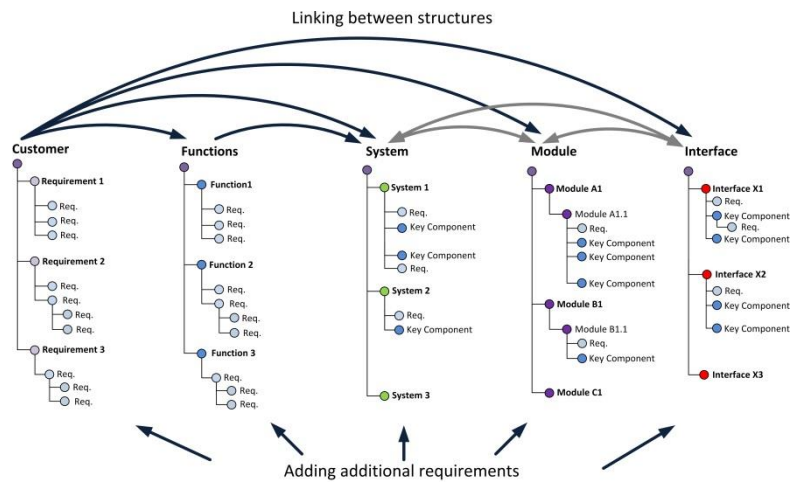 Linking between structures
Customer
Functions
System
Module
Interface
Requirement 1
Req.
Req.
Req.
Requirement 2
Req.
Req.
Req.
Req.
Requirement 3
Req.
Req.
Req.
Function1
Req.
Req.
Req.
Function 2
Req.
Req.
Req.
Req.
Function 3
Req.
Req.
Req.
System 1
Req.
Key Component
Key Component
Req.
System 2
Req.
Key Component
System 3
Module A1
Module A1.1
Req.
Key Component
Key Component
Key Component
Module B1
Module B1.1
Req.
Key Component
Module C1
Interface X1
Req.
Key Component
Req.
Key Component
Interface X2
Req.
Key Component
Key Component
Interface X3
Adding additional requirements